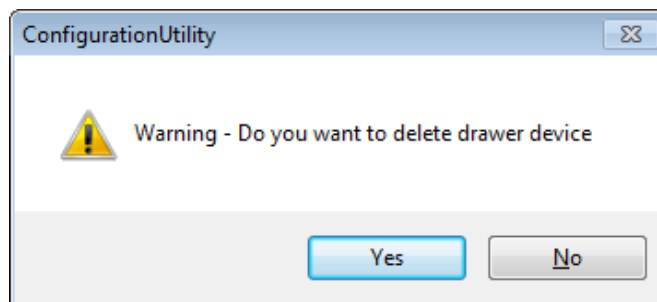 ConfigurationUtility
Warning - Do you want to delete drawer device
Yes
No